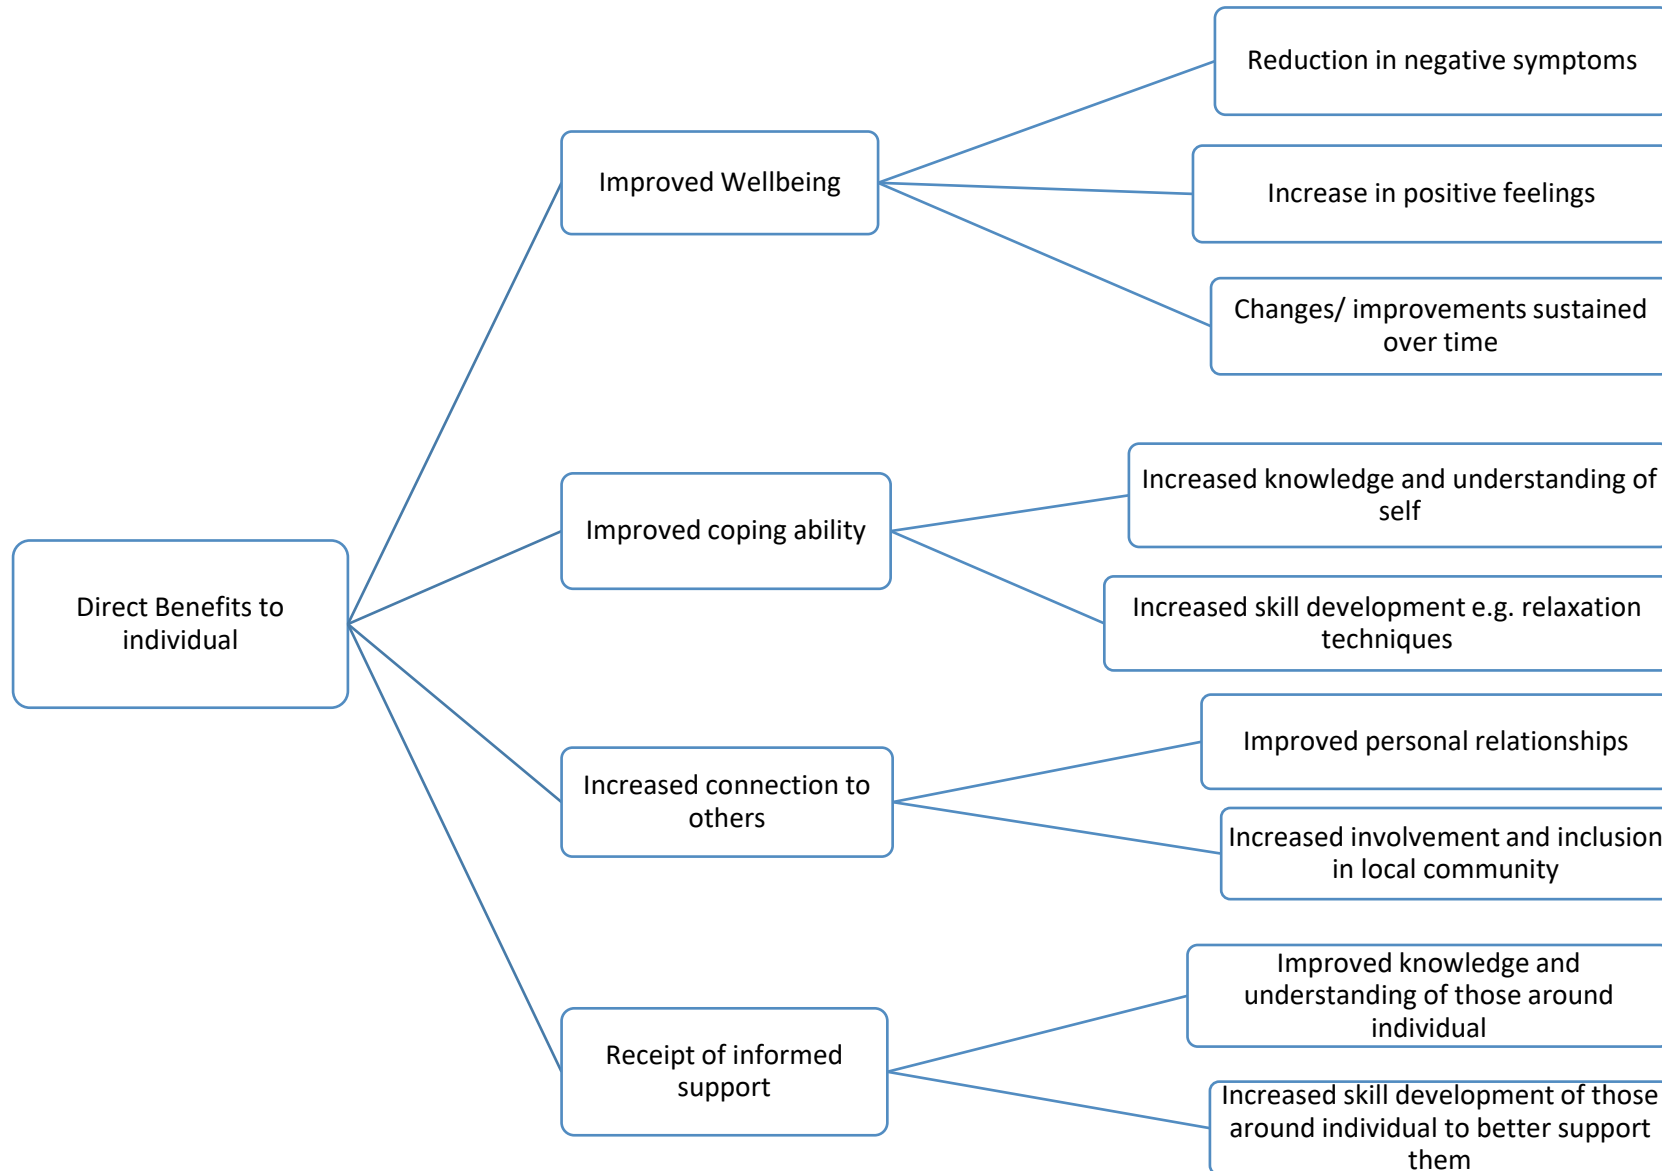 Direct Benefits to
individual
Improved Wellbeing
Reduction in negative symptoms
Increase in positive feelings
Changes/ improvements sustained
over time
Improved coping ability
Increased knowledge and understanding of
self
Increased skill development e.g. relaxation
techniques
Increased connection to
others
Improved personal relationships
Increased involvement and inclusion
in local community
Receipt of informed
support
Improved knowledge and
understanding of those around
individual
Increased skill development of those
around individual to better support
them